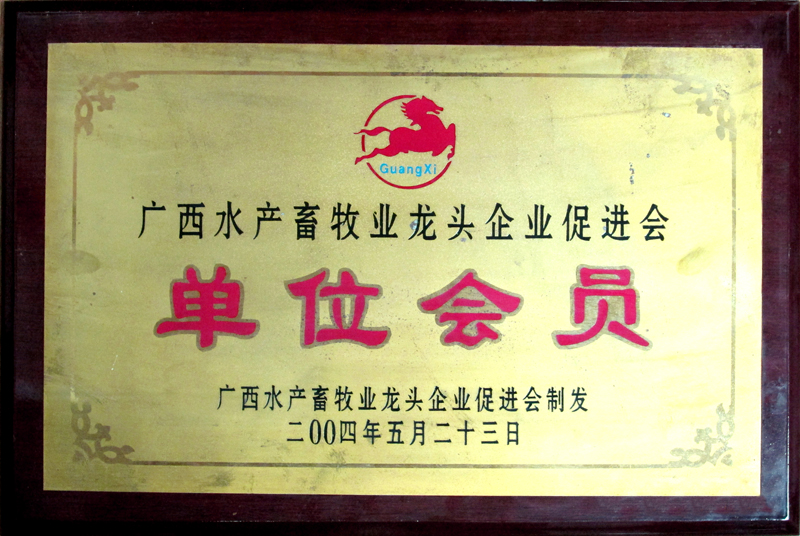 GuangXi
广西水产畜牧业龙头企业促进会
单位会员
广西水产畜牧业龙头企业促进会制发
二00四年五月二十三日